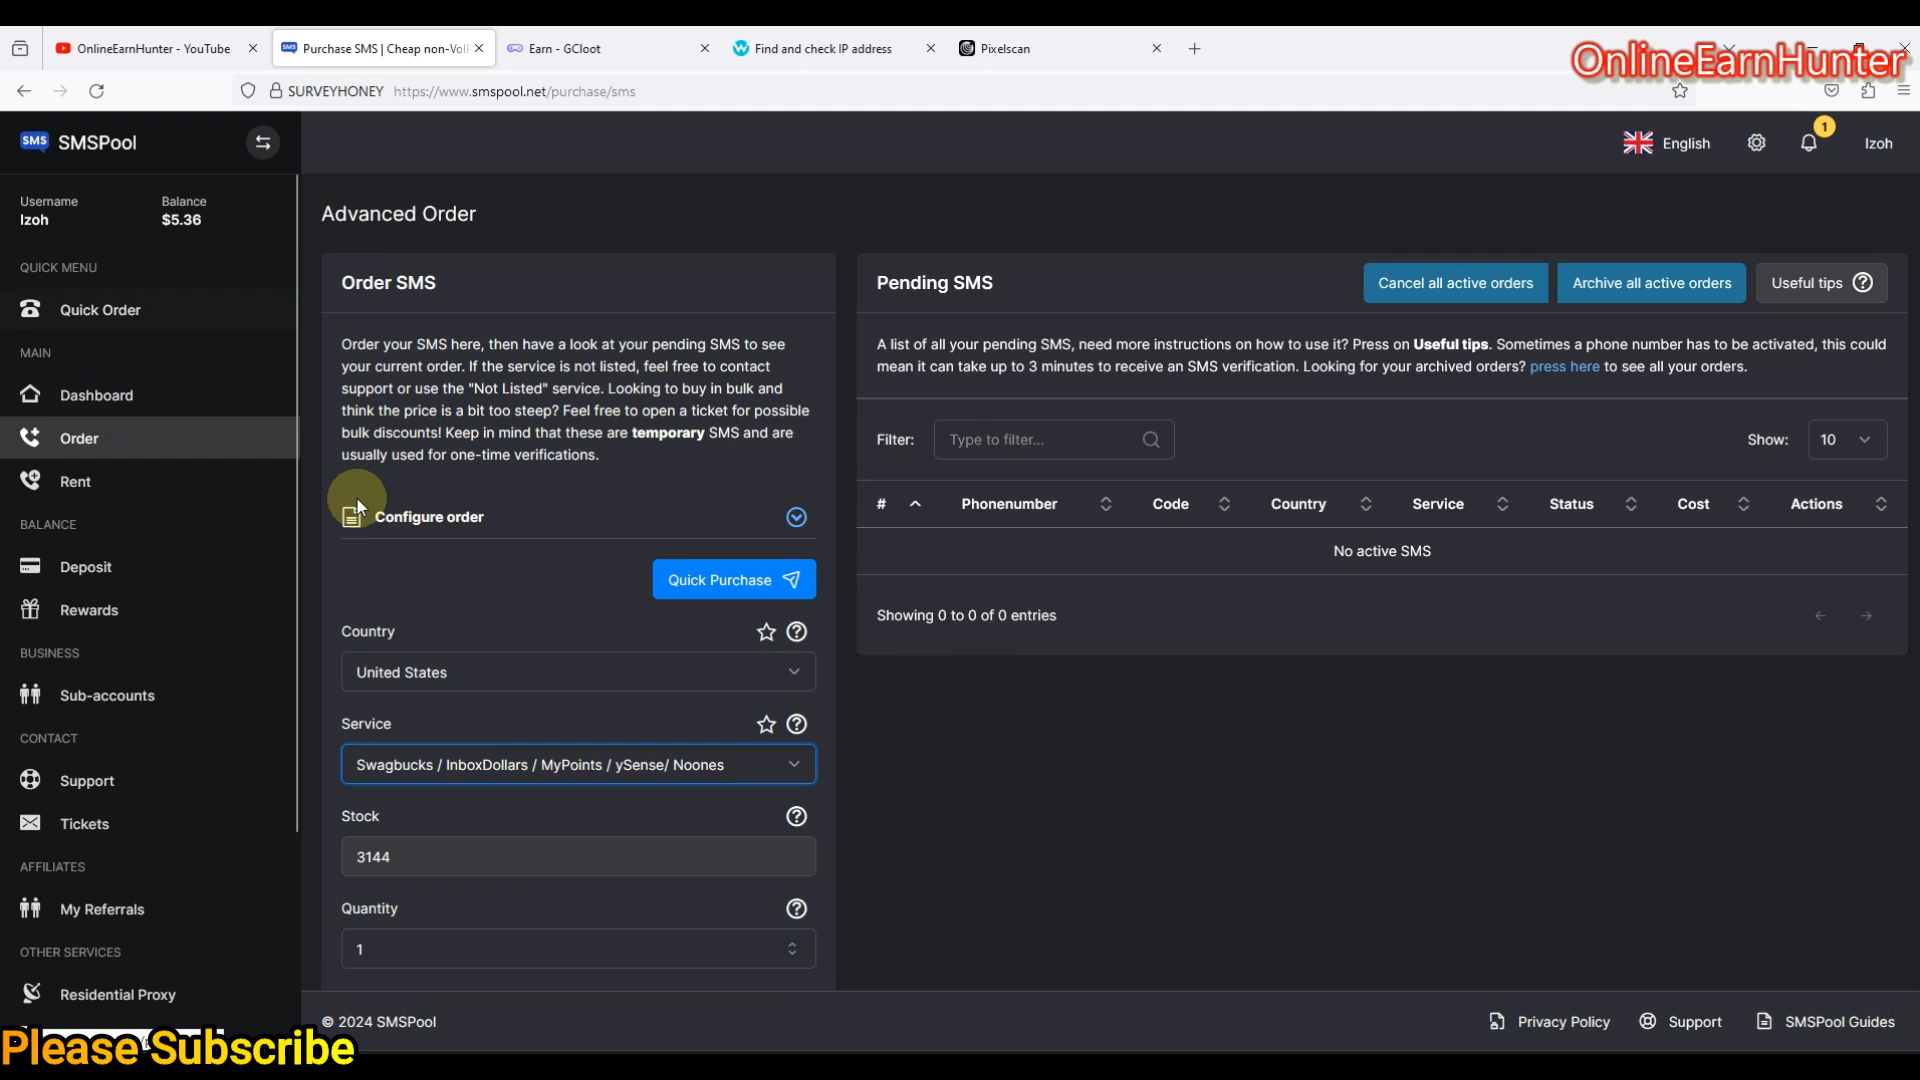 OnlineEarnHunter - YouTube
SMS Purchase SMS | Cheap non-VoI
Earn - GCloot
Find and check IP address
Pixelscan
OnlineEarnHunter
SURVEYHONEY https://www.smspool.net/purchase/sms
SMS SMSPool
English
1
Izoh
Username
Izoh
Balance
$5.36
QUICK MENU
Quick Order
MAIN
Dashboard
Order
Rent
BALANCE
Deposit
Rewards
BUSINESS
Sub-accounts
CONTACT
Support
Tickets
AFFILIATES
My Referrals
OTHER SERVICES
Residential Proxy
Please Subscribe
Advanced Order
Order SMS
Order your SMS here, then have a look at your pending SMS to see
your current order. If the service is not listed, feel free to contact
support or use the "Not Listed" service. Looking to buy in bulk and
think the price is a bit too steep? Feel free to open a ticket for possible
bulk discounts! Keep in mind that these are temporary SMS and are
usually used for one-time verifications.
Configure order
Quick Purchase
Country
United States
Service
Swagbucks / InboxDollars / MyPoints / ySense/ Noones
Stock
3144
Quantity
1
Pending SMS
Cancel all active orders
Archive all active orders
Useful tips
A list of all your pending SMS, need more instructions on how to use it? Press on Useful tips. Sometimes a phone number has to be activated, this could
mean it can take up to 3 minutes to receive an SMS verification. Looking for your archived orders? press here to see all your orders.
Filter: Type to filter...
Show: 10
# Phonenumber Code Country Service Status Cost Actions
No active SMS
Showing 0 to 0 of 0 entries
© 2024 SMSPool
Privacy Policy
Support
SMSPool Guides